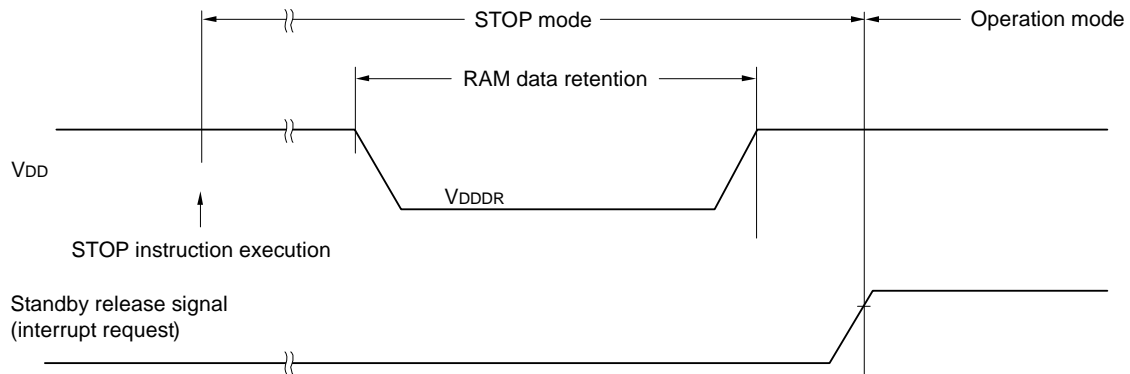 STOP mode
Operation mode
RAM data retention
VDD
VDDDR
STOP instruction execution
Standby release signal
(interrupt request)